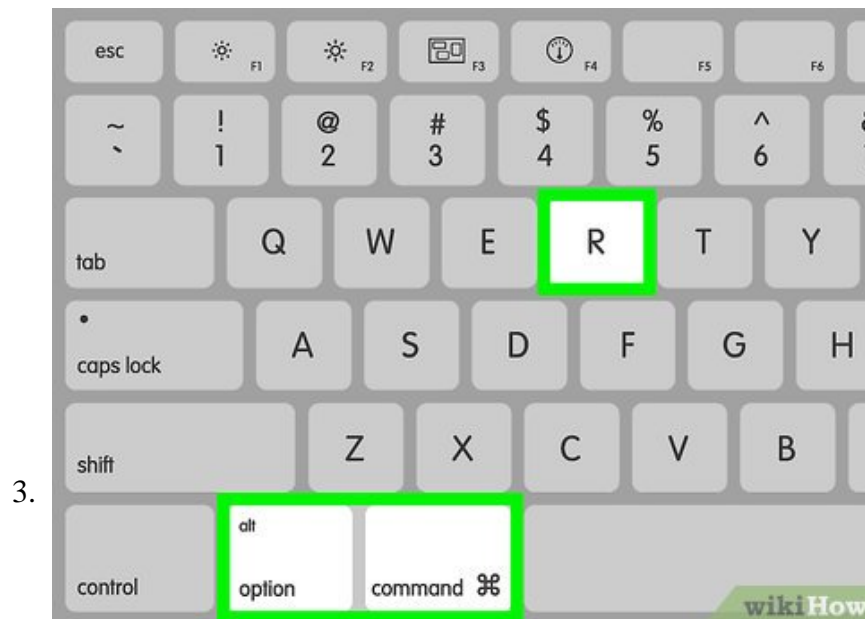 esc F1 F2 F3 F4 F5 F6
~ ! @ # $ % ^
` 1 2 3 4 5 6
tab Q W E R T Y
caps lock A S D F G H
shift Z X C V B
3.
alt
control option command ⌘
wikiHow